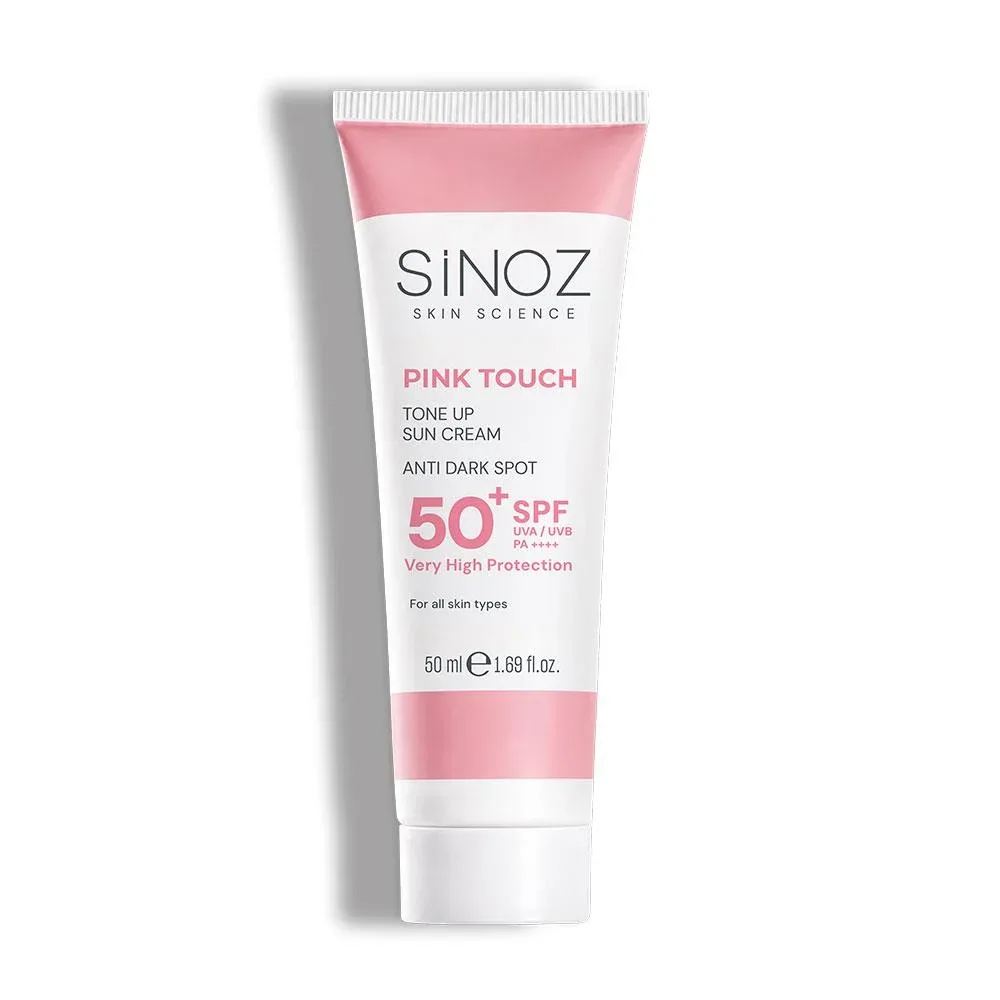 SiNOZ
SKIN SCIENCE
PINK TOUCH
TONE UP
SUN CREAM
ANTI DARK SPOT
50+ SPF
UVA / UVB
PA ++++
Very High Protection
For all skin types
50 ml ℮ 1.69 fl.oz.